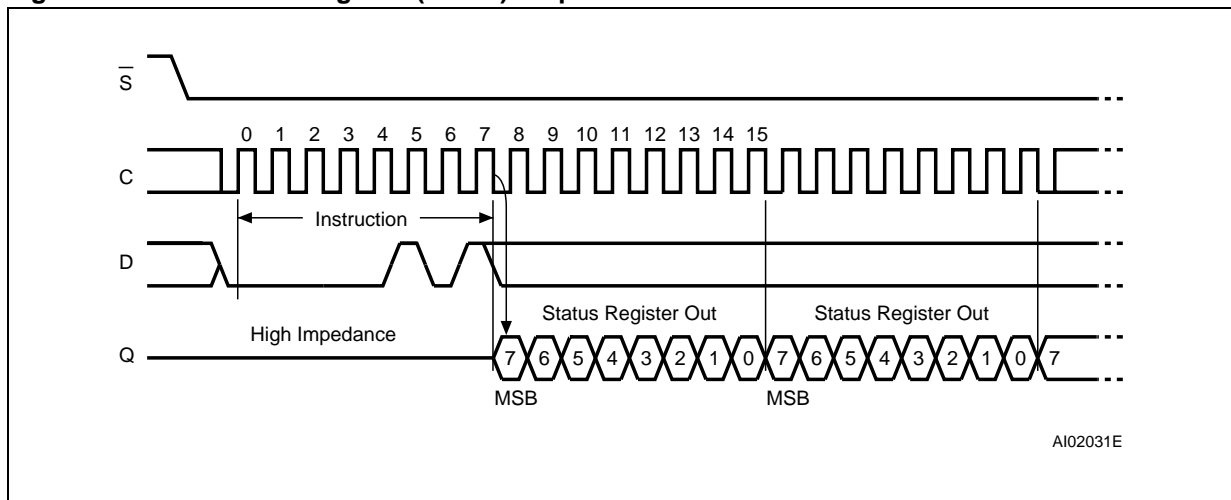 S
0 1 2 3 4 5 6 7 8 9 10 11 12 13 14 15
C
Instruction
D
High Impedance
Status Register Out Status Register Out
Q
7 6 5 4 3 2 1 0 7 6 5 4 3 2 1 0 7
MSB MSB
AI02031E